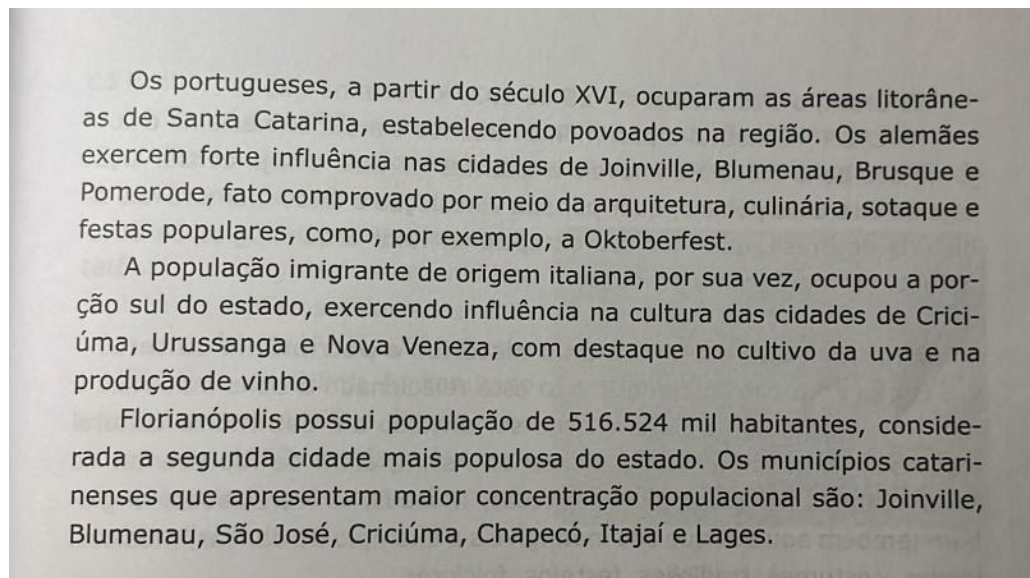 Os portugueses, a partir do século XVI, ocuparam as áreas litorâne-
as de Santa Catarina, estabelecendo povoados na região. Os alemães
exercem forte influência nas cidades de Joinville, Blumenau, Brusque e
Pomerode, fato comprovado por meio da arquitetura, culinária, sotaque e
festas populares, como, por exemplo, a Oktoberfest.
A população imigrante de origem italiana, por sua vez, ocupou a por-
ção sul do estado, exercendo influência na cultura das cidades de Crici-
úma, Urussanga e Nova Veneza, com destaque no cultivo da uva e na
produção de vinho.
Florianópolis possui população de 516.524 mil habitantes, conside-
rada a segunda cidade mais populosa do estado. Os municípios catari-
nenses que apresentam maior concentração populacional são: Joinville,
Blumenau, São José, Criciúma, Chapecó, Itajaí e Lages.